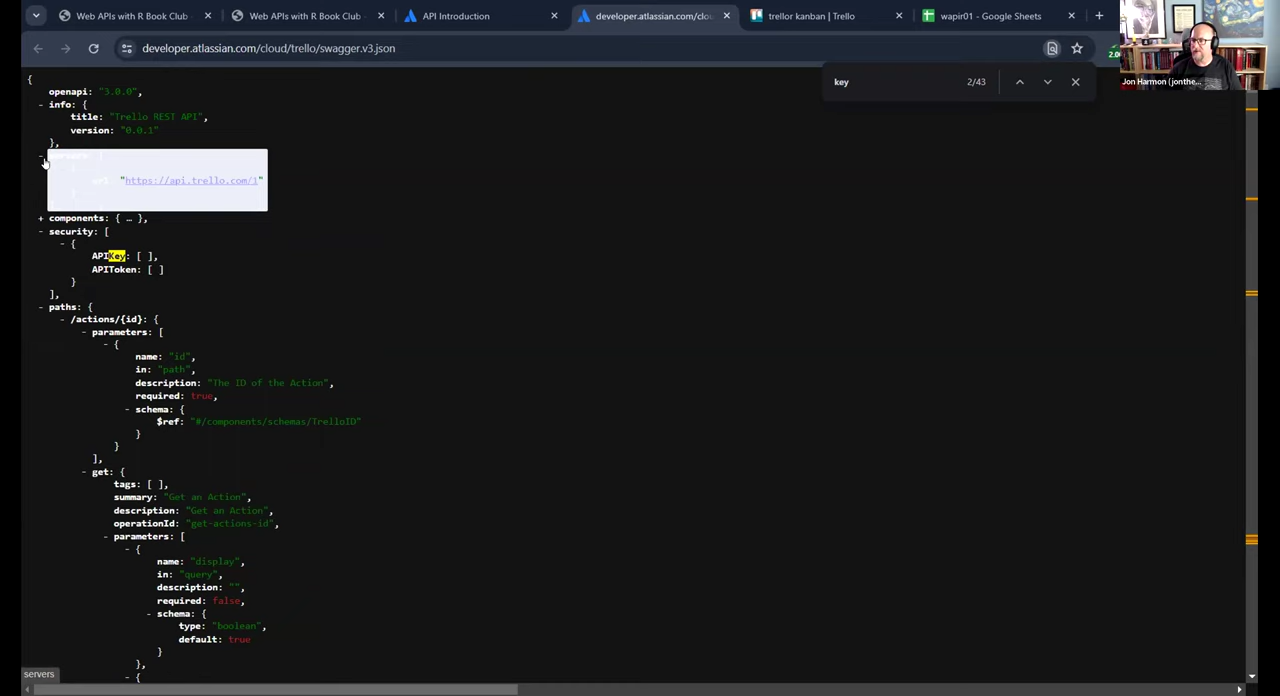 Web APIs with R Book Club
Web APIs with R Book Club
API Introduction
developer.atlassian.com/clou
trellor kanban | Trello
wapir01 - Google Sheets
developer.atlassian.com/cloud/trello/swagger.v3.json
2.0
key
2/43
Jon Harmon (jonthe...
{
openapi: "3.0.0",
- info: {
title: "Trello REST API",
version: "0.0.1"
},
"https://api.trello.com/1"
+ components: { … },
- security: [
- {
APIKey: [ ],
APIToken: [ ]
}
],
- paths: {
- /actions/{id}: {
- parameters: [
- {
name: "id",
in: "path",
description: "The ID of the Action",
required: true,
- schema: {
$ref: "#/components/schemas/TrelloID"
}
}
],
- get: {
tags: [ ],
summary: "Get an Action",
description: "Get an Action",
operationId: "get-actions-id",
- parameters: [
- {
name: "display",
in: "query",
description: "",
required: false,
- schema: {
type: "boolean",
default: true
}
},
- {
servers